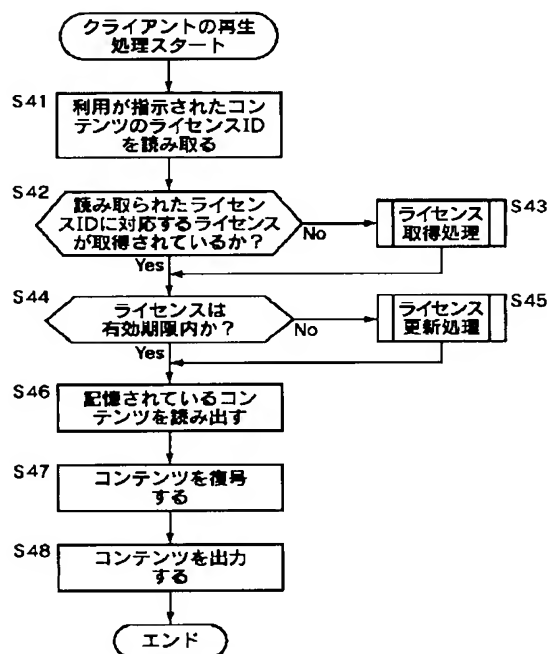 クライアントの再生
処理スタート
S41
利用が指示されたコン
テンツのライセンスID
を読み取る
S42
読み取られたライセン
スIDに対応するライセンス
が取得されているか？
No
ライセンス
取得処理
S43
Yes
S44
ライセンスは
有効期限内か？
No
ライセンス
更新処理
S45
Yes
S46
記憶されているコン
テンツを読み出す
S47
コンテンツを復号
する
S48
コンテンツを出力
する
エンド